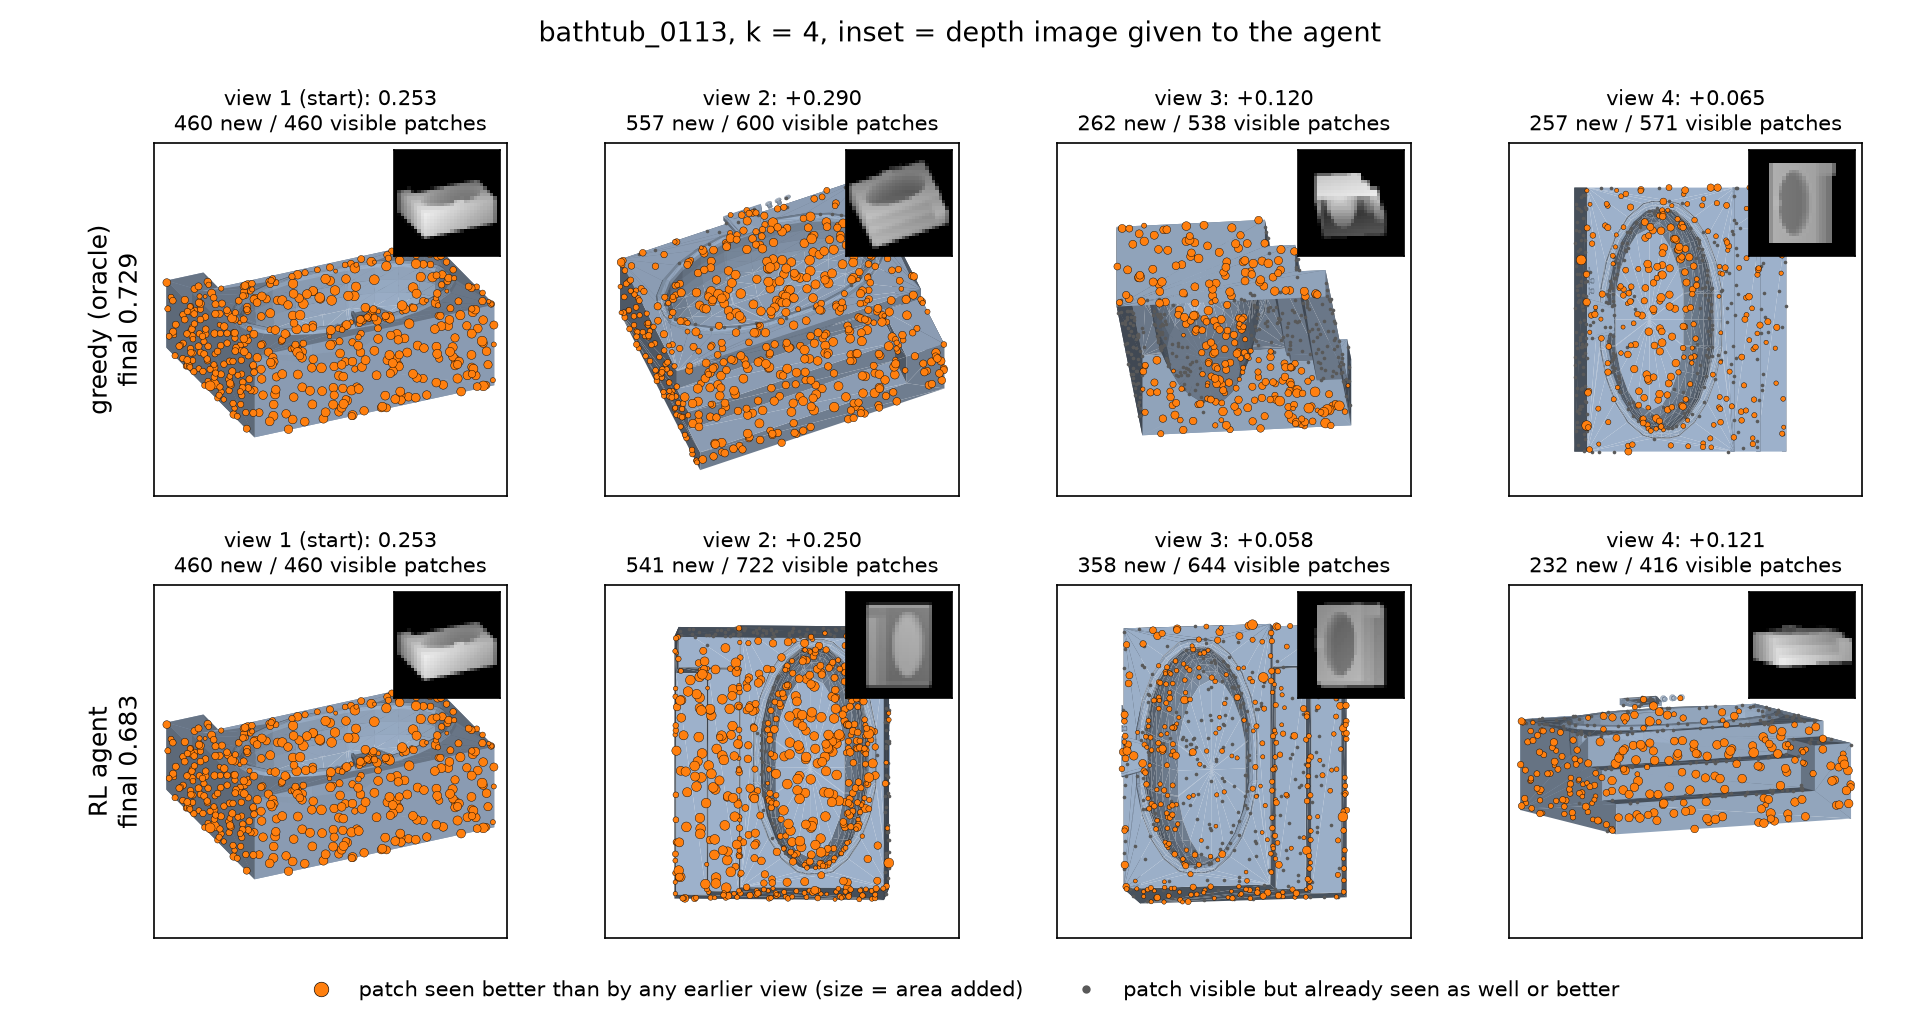 bathtub_0113, k = 4, inset = depth image given to the agent
greedy (oracle)
final 0.729
view 1 (start): 0.253
460 new / 460 visible patches
view 2: +0.290
557 new / 600 visible patches
view 3: +0.120
262 new / 538 visible patches
view 4: +0.065
257 new / 571 visible patches
RL agent
final 0.683
view 1 (start): 0.253
460 new / 460 visible patches
view 2: +0.250
541 new / 722 visible patches
view 3: +0.058
358 new / 644 visible patches
view 4: +0.121
232 new / 416 visible patches
patch seen better than by any earlier view (size = area added)
patch visible but already seen as well or better